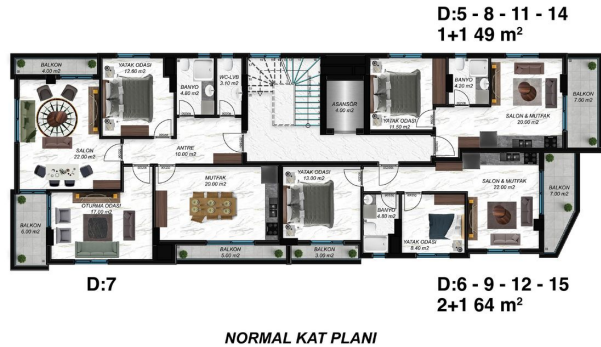 D:5 - 8 - 11 - 14
1+1 49 m²
BALKON
4.00 m2
YATAK ODASI
12.60 m2
BANYO
4.80 m2
WC-LVB
3.10 m2
ASANSÖR
4.00 m2
YATAK ODASI
11.50 m2
BANYO
4.20 m2
SALON & MUTFAK
20.00 m2
BALKON
7.00 m2
SALON
22.00 m2
ANTRE
10.00 m2
OTURMA ODASI
17.00 m2
MUTFAK
20.00 m2
YATAK ODASI
13.00 m2
BANYO
4.80 m2
YATAK ODASI
8.40 m2
SALON & MUTFAK
22.00 m2
BALKON
7.00 m2
BALKON
6.00 m2
BALKON
5.00 m2
BALKON
3.00 m2
D:7
D:6 - 9 - 12 - 15
2+1 64 m²
NORMAL KAT PLANI